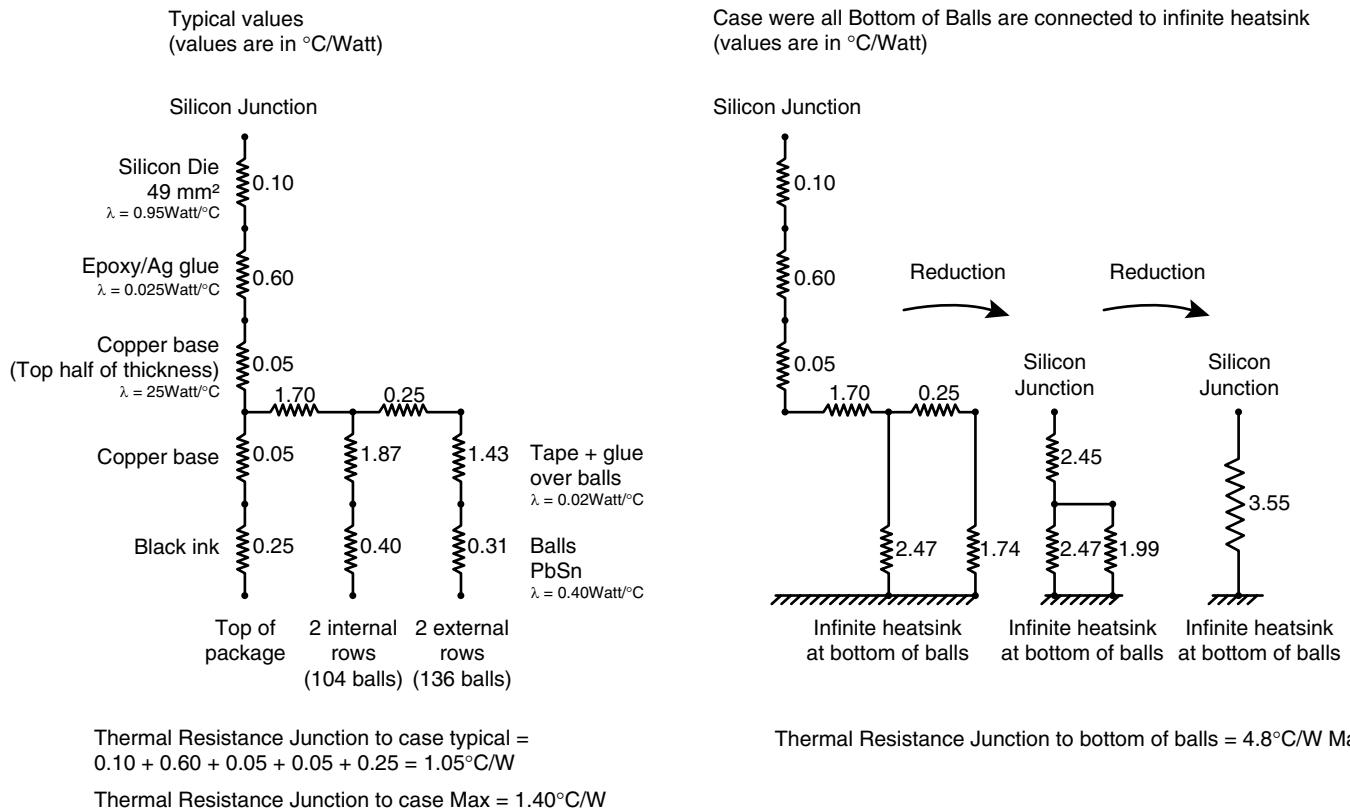 Typical values
(values are in °C/Watt)
Silicon Junction
Silicon Die
49 mm²
λ = 0.95Watt/°C
0.10
Epoxy/Ag glue
λ = 0.025Watt/°C
0.60
Copper base
(Top half of thickness)
λ = 25Watt/°C
0.05
1.70
0.25
Copper base
0.05
1.87
1.43
Tape + glue
over balls
λ = 0.02Watt/°C
Black ink
0.25
0.40
0.31
Balls
PbSn
λ = 0.40Watt/°C
Top of
package
2 internal
rows
(104 balls)
2 external
rows
(136 balls)
Thermal Resistance Junction to case typical =
0.10 + 0.60 + 0.05 + 0.05 + 0.25 = 1.05°C/W
Thermal Resistance Junction to case Max = 1.40°C/W
Case were all Bottom of Balls are connected to infinite heatsink
(values are in °C/Watt)
Silicon Junction
0.10
0.60
0.05
1.70
0.25
2.47
1.74
Infinite heatsink
at bottom of balls
Reduction
Silicon
Junction
2.45
2.47
1.99
Infinite heatsink
at bottom of balls
Reduction
Silicon
Junction
3.55
Infinite heatsink
at bottom of balls
Thermal Resistance Junction to bottom of balls = 4.8°C/W Ma